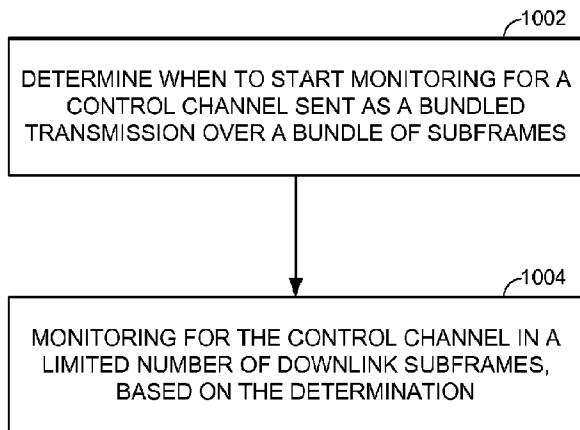 1002
DETERMINE WHEN TO START MONITORING FOR A
CONTROL CHANNEL SENT AS A BUNDLED
TRANSMISSION OVER A BUNDLE OF SUBFRAMES
1004
MONITORING FOR THE CONTROL CHANNEL IN A
LIMITED NUMBER OF DOWNLINK SUBFRAMES,
BASED ON THE DETERMINATION